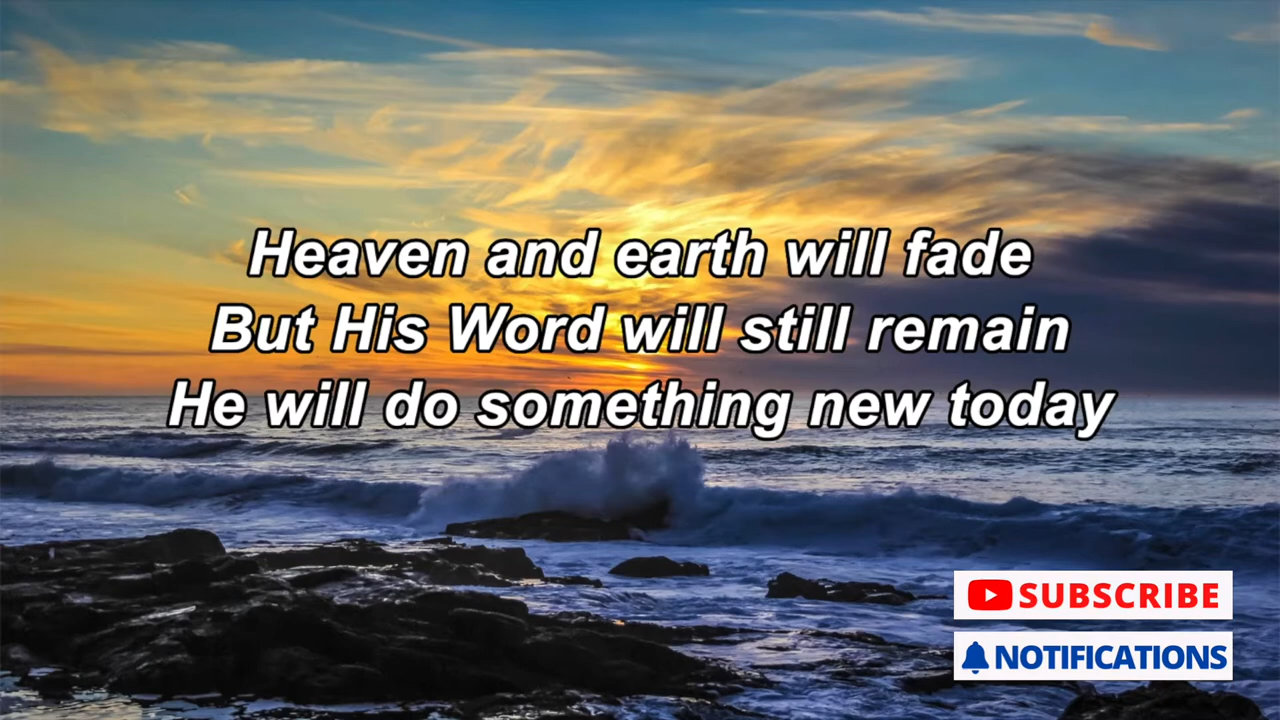 Heaven and earth will fade
But His Word will still remain
He will do something new today
SUBSCRIBE
NOTIFICATIONS